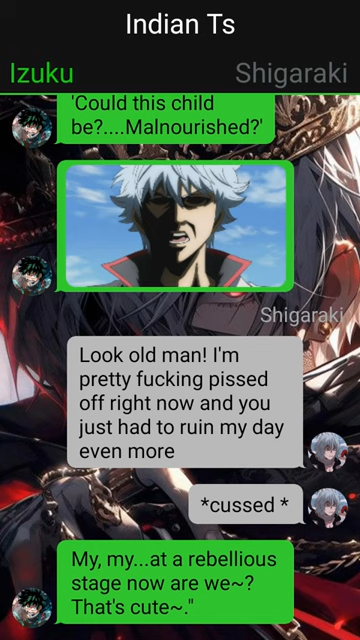 Indian Ts
Izuku
Shigaraki
'Could this child
be?....Malnourished?'
Shigaraki
Look old man! I'm
pretty fucking pissed
off right now and you
just had to ruin my day
even more
*cussed *
My, my...at a rebellious
stage now are we~?
That's cute~."